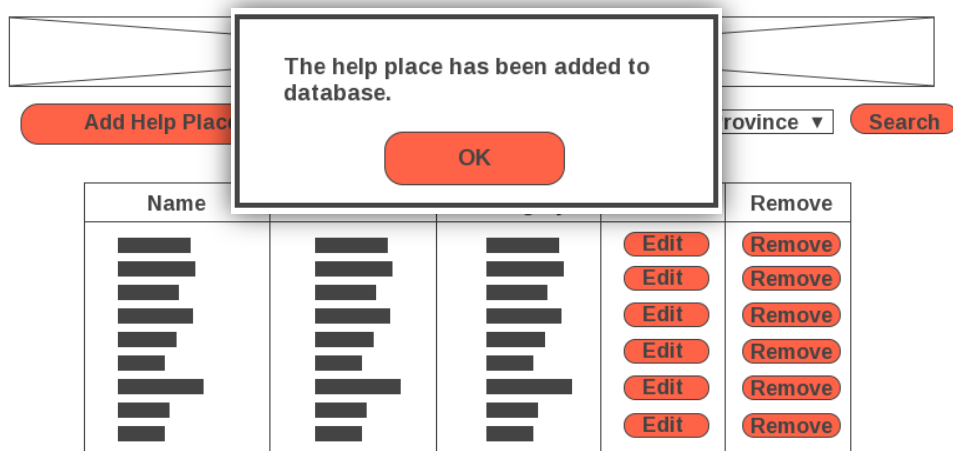 The help place has been added to
database.
OK
Add Help Place
rovince ▼
Search
Name
Remove
Edit
Remove
Edit
Remove
Edit
Remove
Edit
Remove
Edit
Remove
Edit
Remove